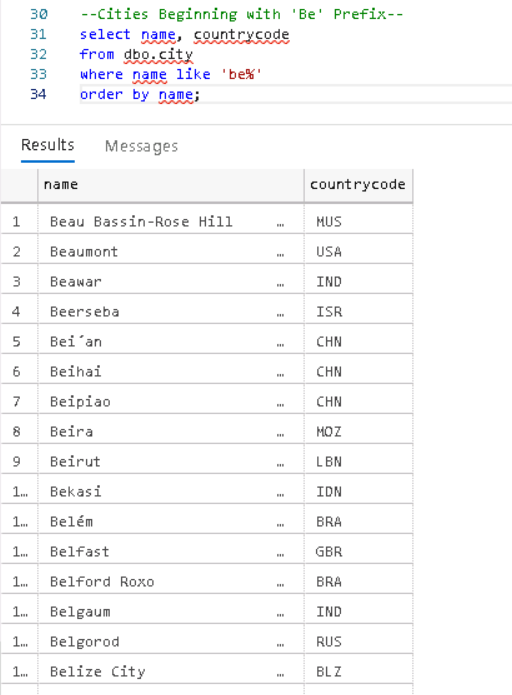 30 --Cities Beginning with 'Be' Prefix--
31 select name, countrycode
32 from dbo.city
33 where name like 'be%'
34 order by name;
Results Messages
name countrycode
1 Beau Bassin-Rose Hill … MUS
2 Beaumont … USA
3 Beawar … IND
4 Beerseba … ISR
5 Bei´an … CHN
6 Beihai … CHN
7 Beipiao … CHN
8 Beira … MOZ
9 Beirut … LBN
1… Bekasi … IDN
1… Belém … BRA
1… Belfast … GBR
1… Belford Roxo … BRA
1… Belgaum … IND
1… Belgorod … RUS
1… Belize City … BLZ